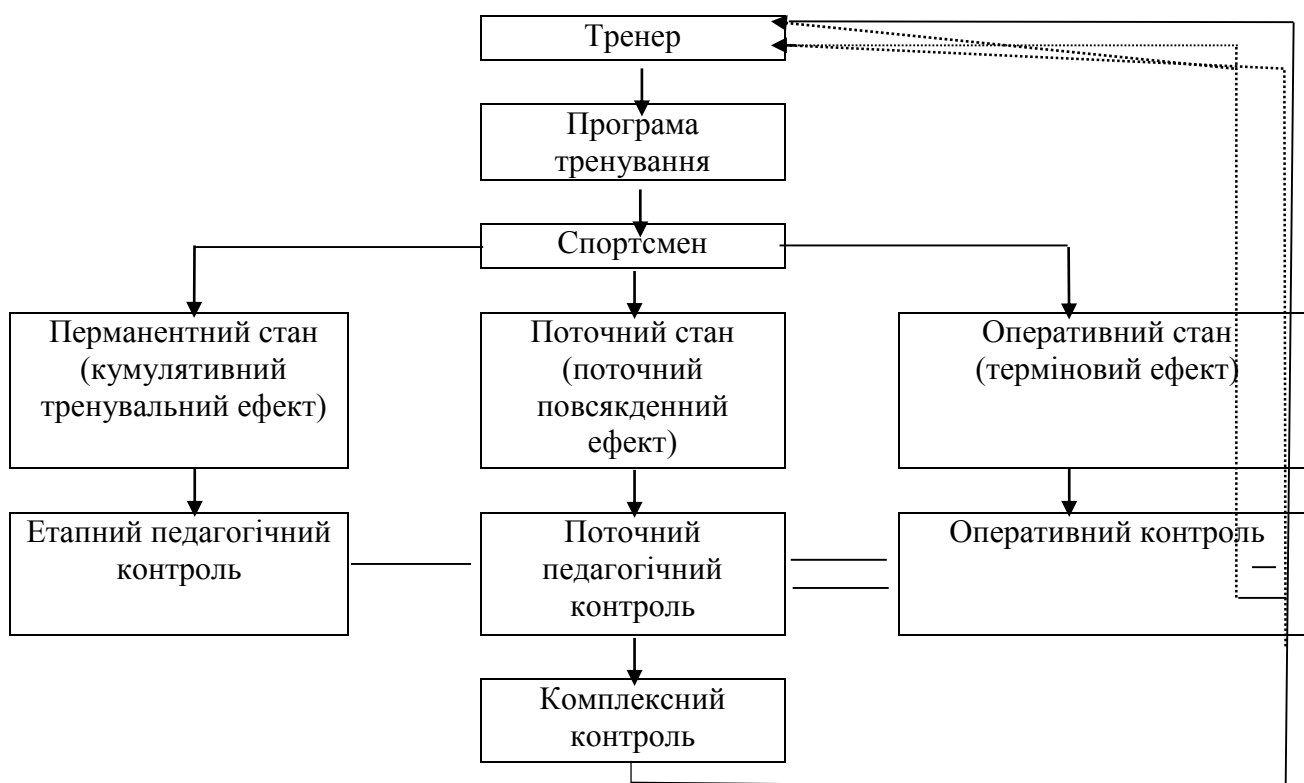 Тренер
Програма
тренування
Спортсмен
Перманентний стан
(кумулятивний
тренувальний ефект)
Поточний стан
(поточний
повсякденний
ефект)
Оперативний стан
(терміновий ефект)
Етапний педагогічний
контроль
Поточний
педагогічний
контроль
Оперативний контроль
Комплексний
контроль